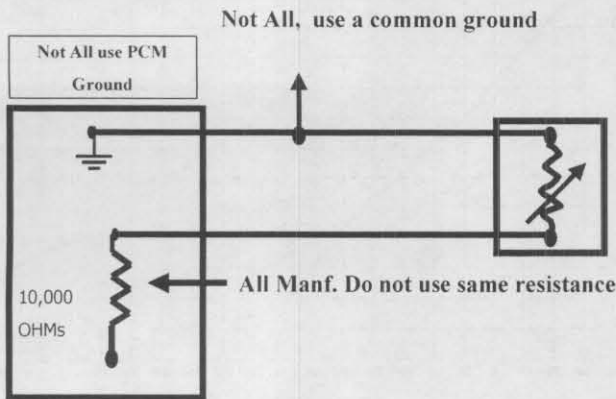 Not All, use a common ground
Not All use PCM
Ground
All Manf. Do not use same resistance
10,000
OHMs